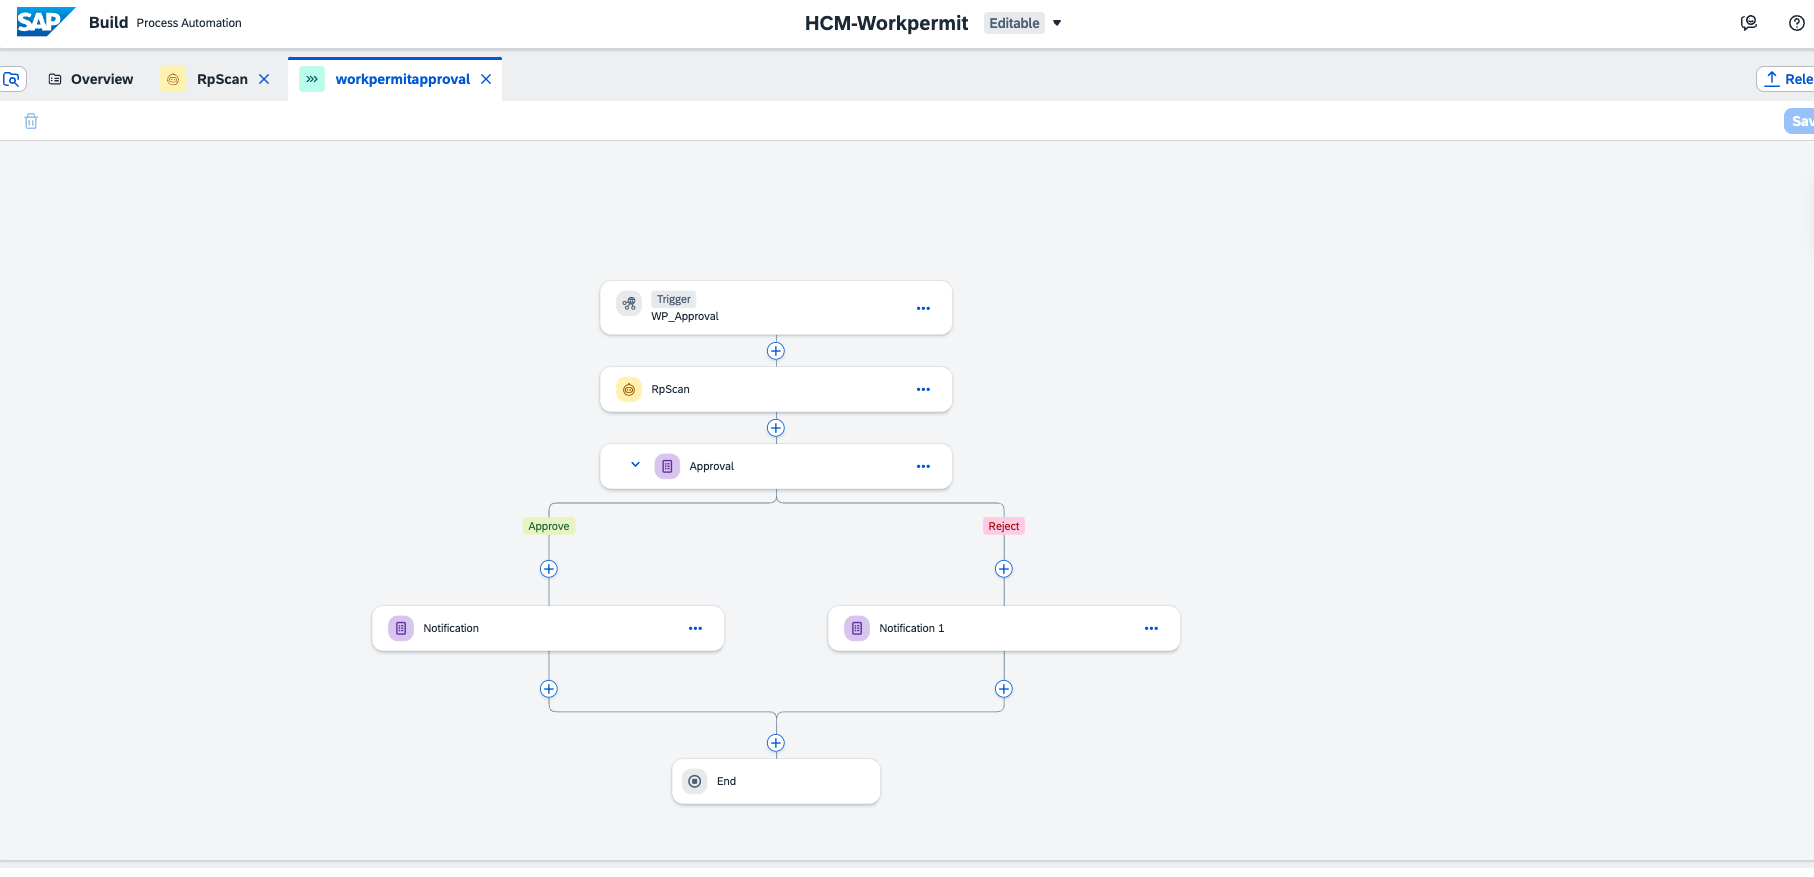 SAP Build Process Automation
HCM-Workpermit Editable
Overview RpScan workpermitapproval
Rele
Sav
Trigger
WP_Approval
RpScan
Approval
Approve Reject
Notification Notification 1
End